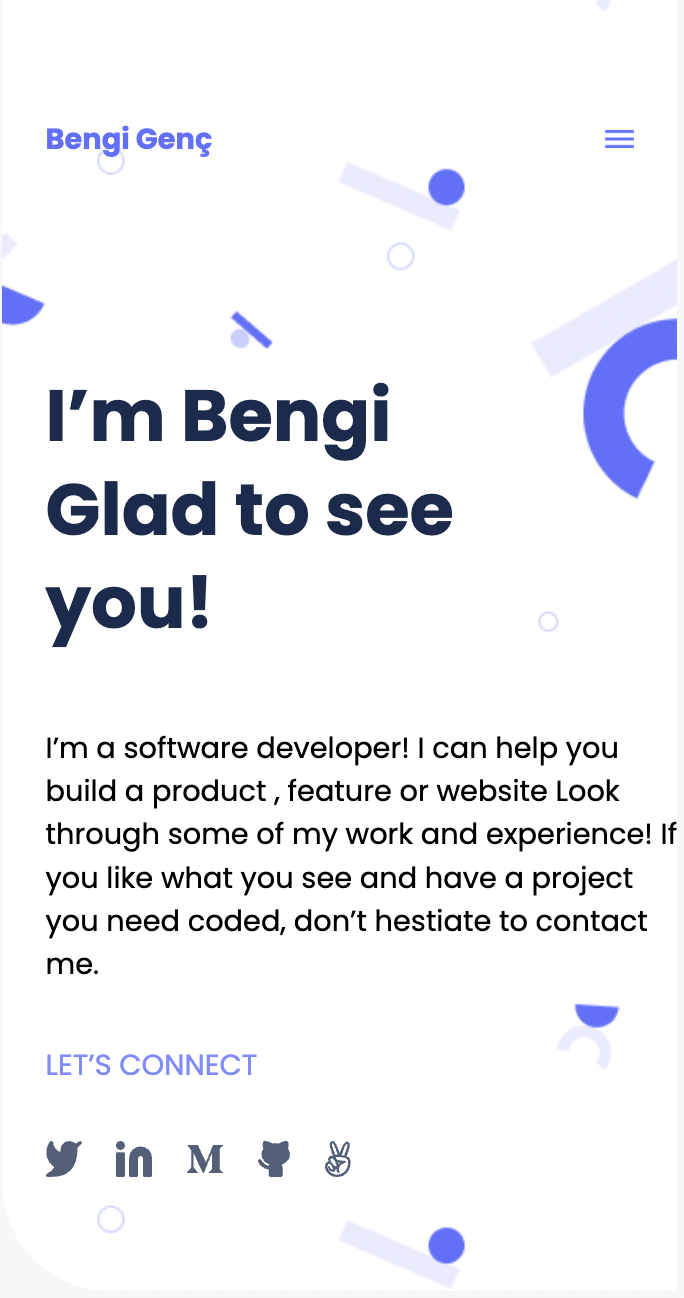 Bengi Genç
I’m Bengi
Glad to see
you!
I’m a software developer! I can help you
build a product , feature or website Look
through some of my work and experience! If
you like what you see and have a project
you need coded, don’t hestiate to contact
me.
LET’S CONNECT